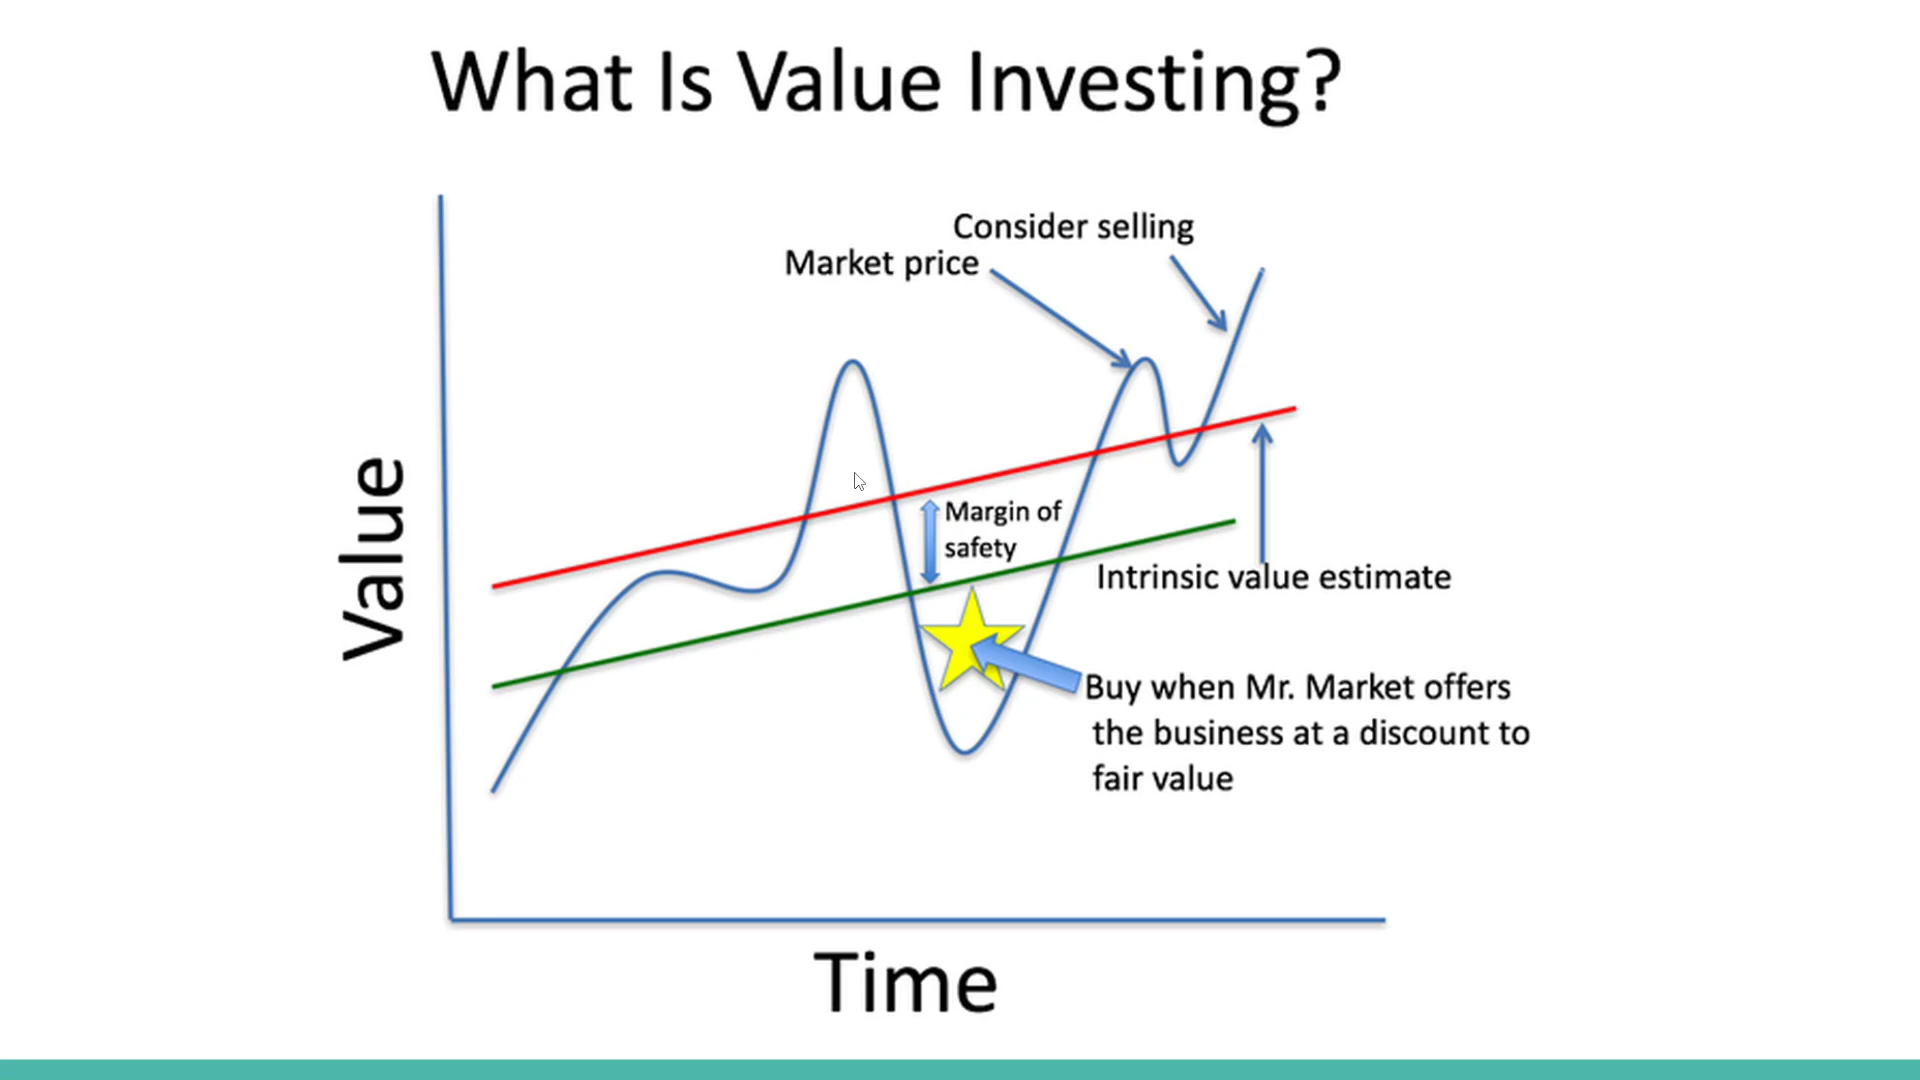 What Is Value Investing?
Consider selling
Market price
Margin of
safety
Intrinsic value estimate
Buy when Mr. Market offers
the business at a discount to
fair value
Value
Time